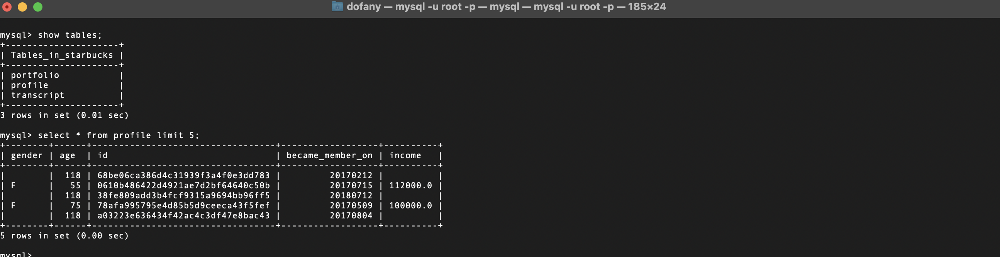 dofany — mysql -u root -p — mysql — mysql -u root -p — 185×24
mysql> show tables;
+---------------------+
| Tables_in_starbucks |
+---------------------+
| portfolio           |
| profile             |
| transcript          |
+---------------------+
3 rows in set (0.01 sec)
mysql> select * from profile limit 5;
+--------+------+----------------------------------+------------------+----------+
| gender | age  | id                               | became_member_on | income   |
+--------+------+----------------------------------+------------------+----------+
|        |  118 | 68be06ca386d4c31939f3a4f0e3dd783 |         20170212 |          |
| F      |   55 | 0610b486422d4921ae7d2bf64640c50b |         20170715 | 112000.0 |
|        |  118 | 38fe809add3b4fcf9315a9694bb96ff5 |         20180712 |          |
| F      |   75 | 78afa995795e4d85b5d9ceeca43f5fef |         20170509 | 100000.0 |
|        |  118 | a03223e636434f42ac4c3df47e8bac43 |         20170804 |          |
+--------+------+----------------------------------+------------------+----------+
5 rows in set (0.00 sec)
mysql>